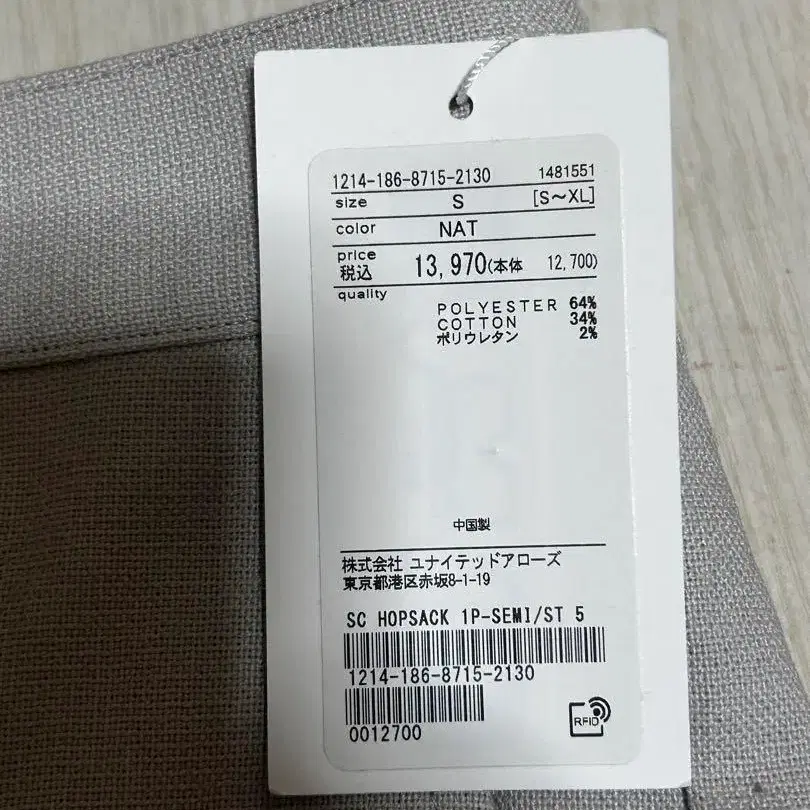 1214-186-8715-2130 1481551
size S [S～XL]
color NAT
price
税込 13,970(本体 12,700)
quality
POLYESTER 64%
COTTON 34%
ポリウレタン 2%
中国製
株式会社 ユナイテッドアローズ
東京都港区赤坂8-1-19
SC HOPSACK 1P-SEMI/ST 5
1214-186-8715-2130
0012700
RFID